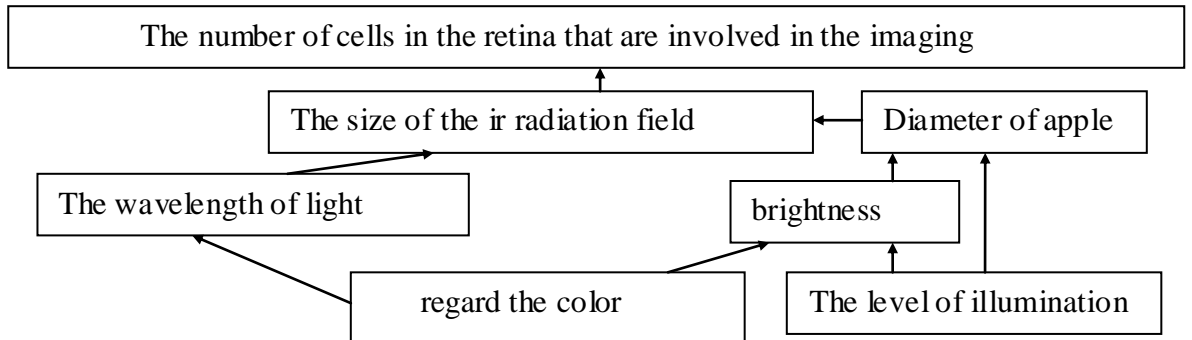 The number of cells in the retina that are involved in the imaging
The size of the ir radiation field
Diameter of apple
The wavelength of light
brightness
regard the color
The level of illumination